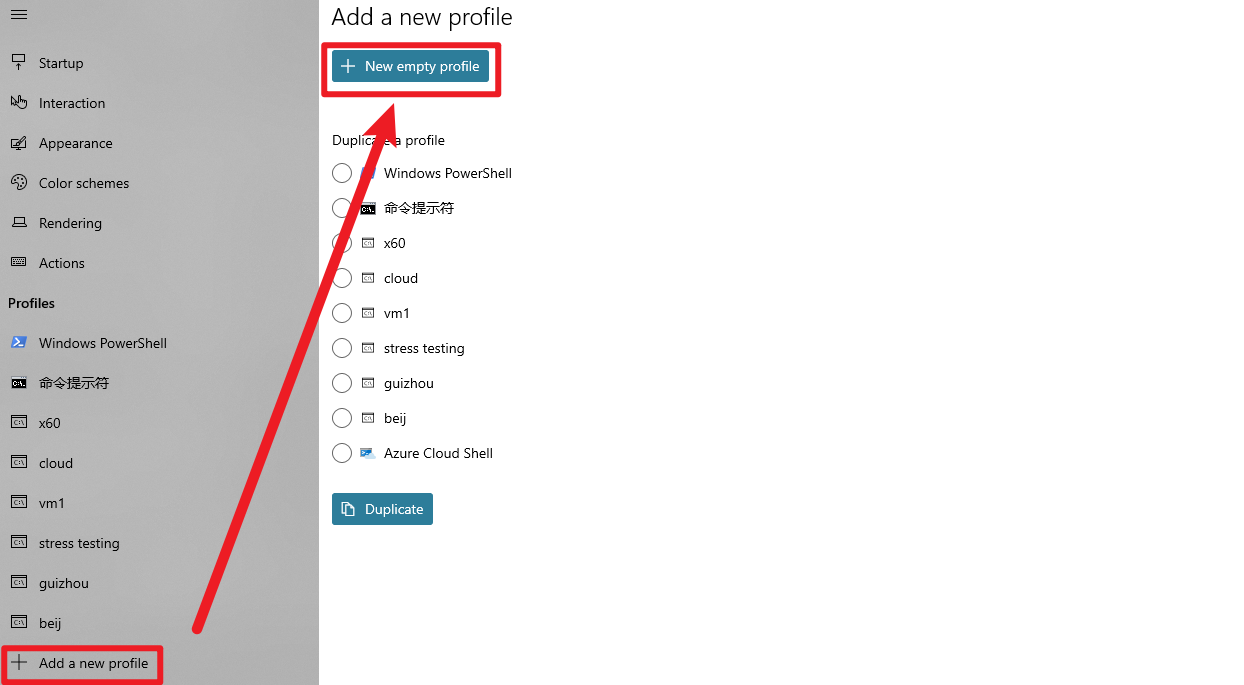 Startup
Interaction
Appearance
Color schemes
Rendering
Actions
Profiles
Windows PowerShell
命令提示符
x60
cloud
vm1
stress testing
guizhou
beij
Add a new profile
Add a new profile
New empty profile
Duplicate a profile
Windows PowerShell
命令提示符
x60
cloud
vm1
stress testing
guizhou
beij
Azure Cloud Shell
Duplicate